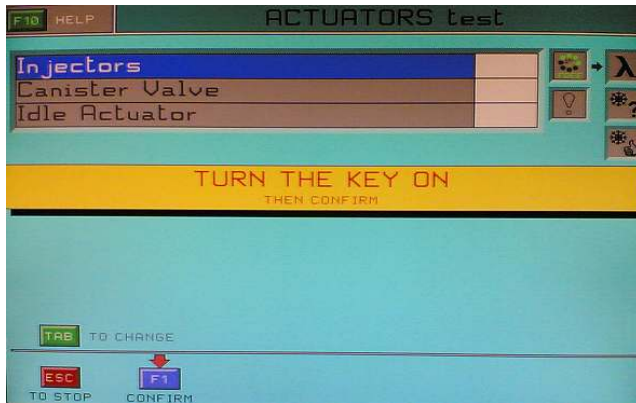 F10 HELP ACTUATORS test
Injectors
Canister Valve
Idle Actuator
λ
?
TURN THE KEY ON
THEN CONFIRM
TAB TO CHANGE
ESC F1
TO STOP CONFIRM